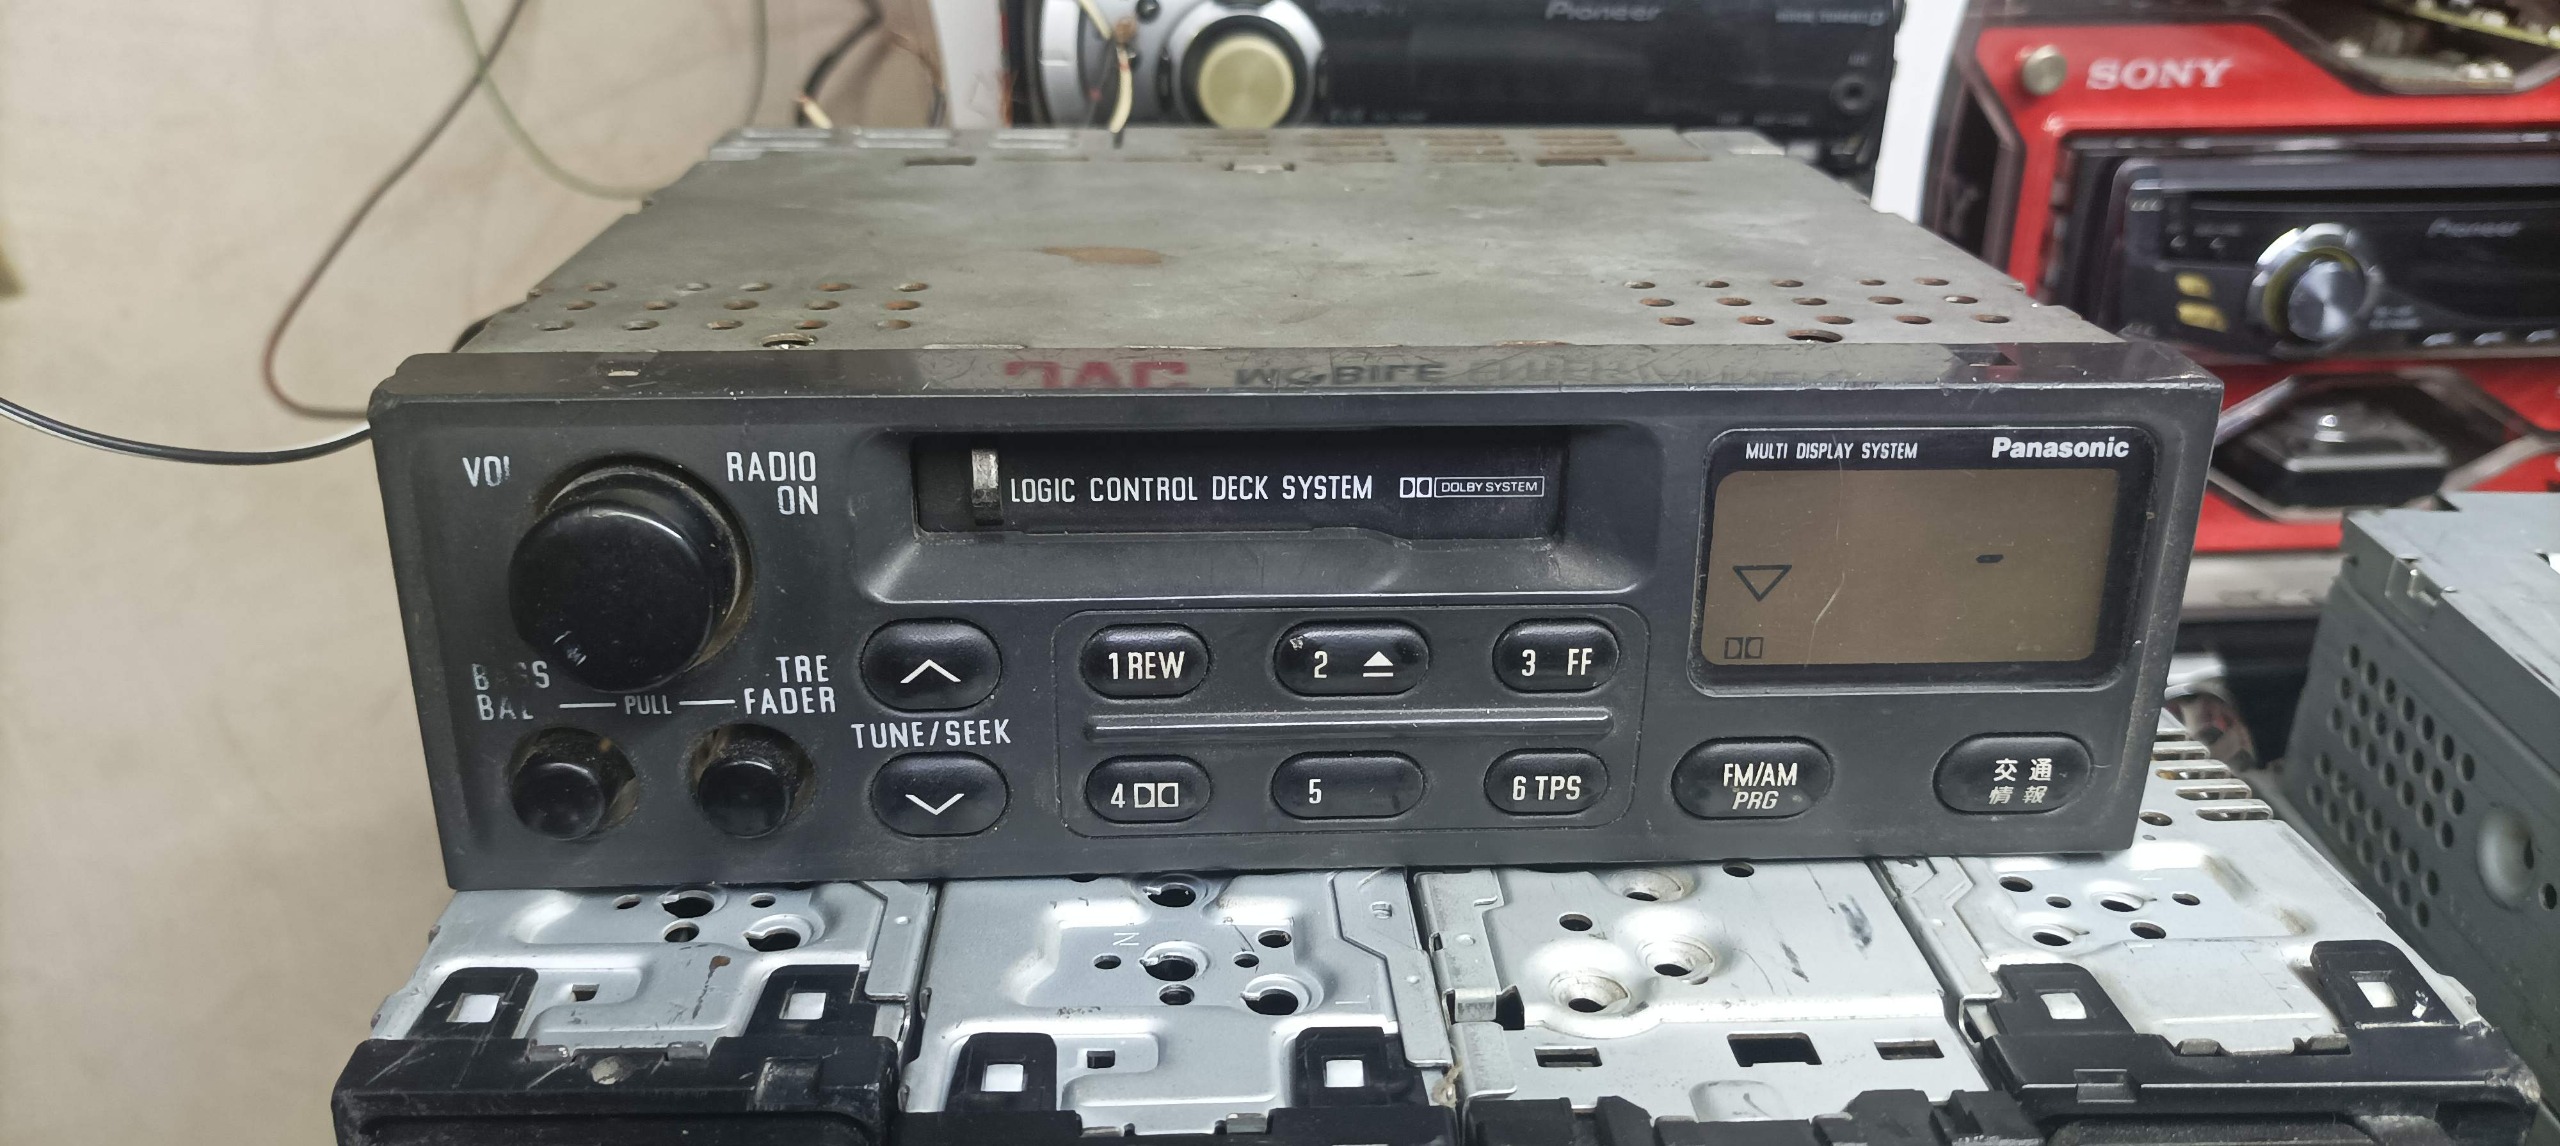 Pioneer
SONY
Pioneer
MOBILE
VOL
RADIO
ON
LOGIC CONTROL DECK SYSTEM
DOLBY SYSTEM
MULTI DISPLAY SYSTEM
Panasonic
BASS
TRE
BAL
PULL
FADER
TUNE/SEEK
1 REW
2
3 FF
4
5
6 TPS
FM/AM
PRG
交通
情報